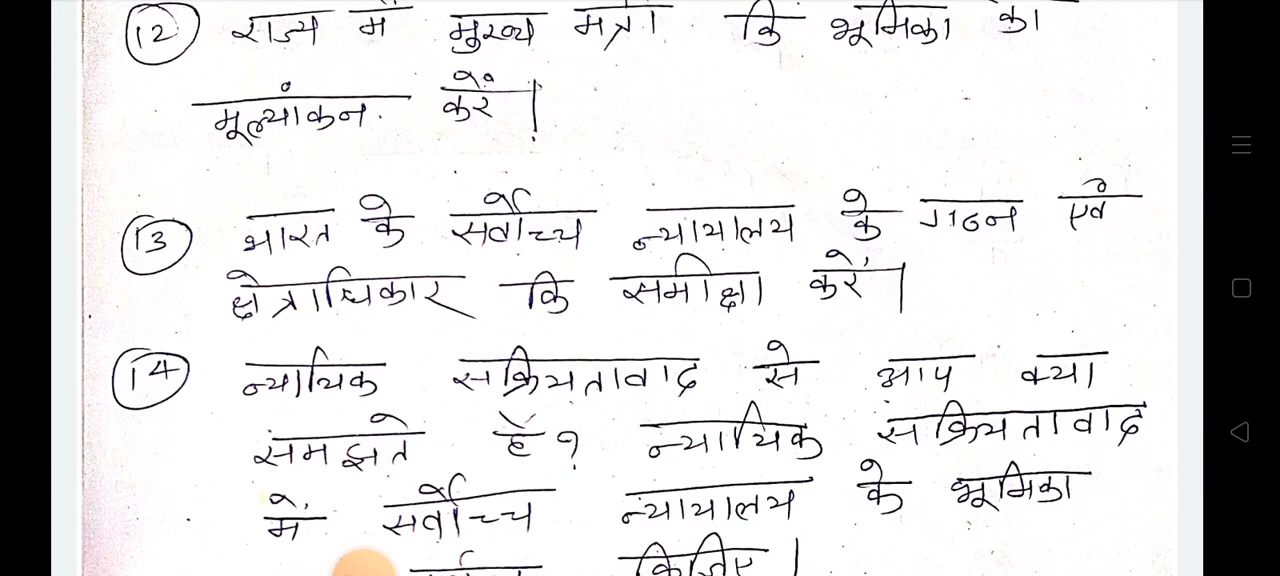 (12) राज्य में मुख्य मंत्री कि भूमिका का
मूल्यांकन. करें |
(13) भारत के सर्वोच्य न्यायालय के गठन एवं
क्षेत्राधिकार कि समीक्षा करें |
(14) न्यायिक सक्रियतावाद से आप क्या
समझते हैं ? न्यायिक सक्रियतावाद
में सर्वोच्च न्यायालय के भूमिका
किजिए |